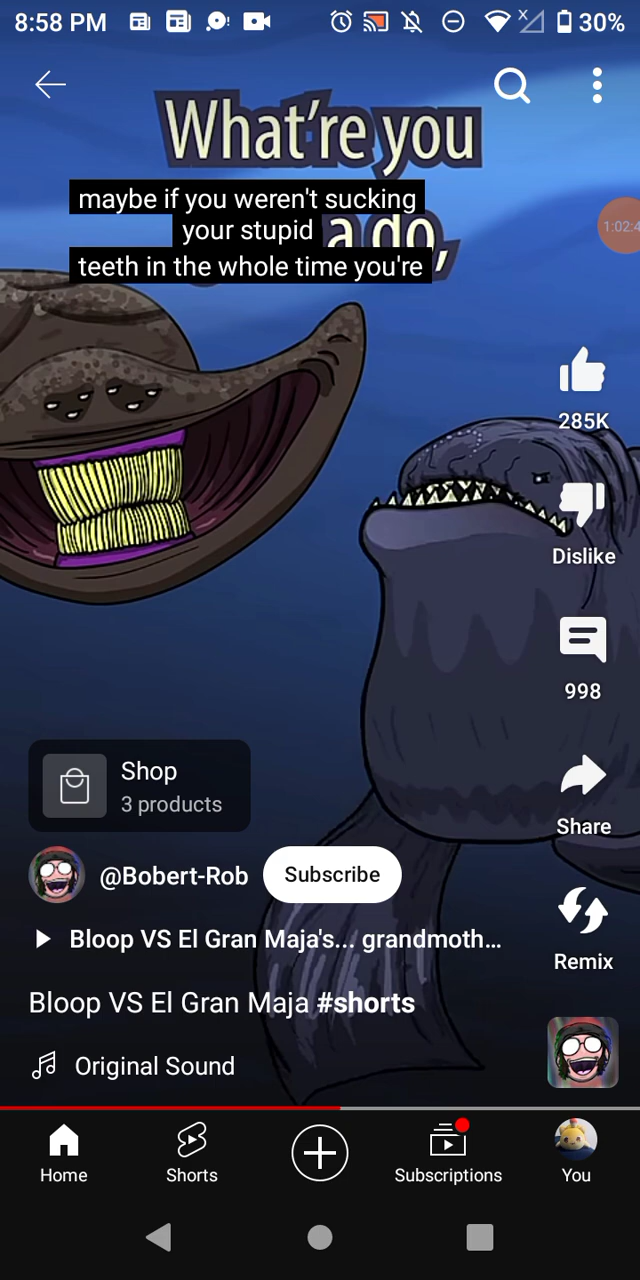 8:58 PM
30%
What're you
maybe if you weren't sucking
your stupid
a do,
teeth in the whole time you're
1:02:4
285K
Dislike
998
Shop
3 products
Share
@Bobert-Rob
Subscribe
Bloop VS El Gran Maja's... grandmoth...
Remix
Bloop VS El Gran Maja #shorts
Original Sound
Home
Shorts
Subscriptions
You